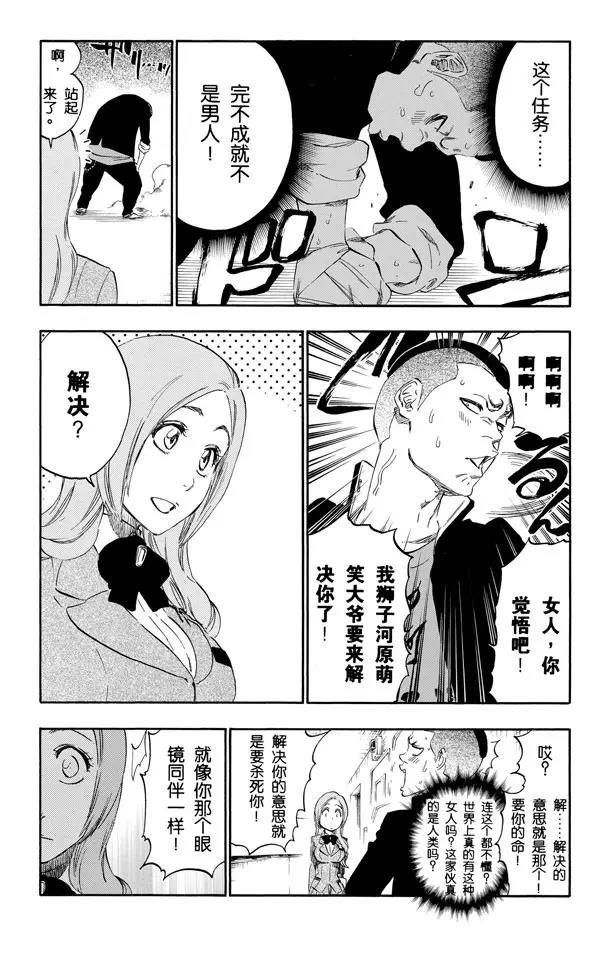 这个任务……
完不成就不
是男人！
啊，
站起
来了。
啊啊啊
啊啊！
女人，你
觉悟吧！
我狮子河原萌
笑大爷要来解
决你了！
解决？
哎？
解……解决的
意思就是那个！
要你的命！
连这个都不懂？
世界上真的有这种
女人吗？这家伙真
的是人类吗？
解决你的意思就
是要杀死你！
就像你那个眼
镜同伴一样！